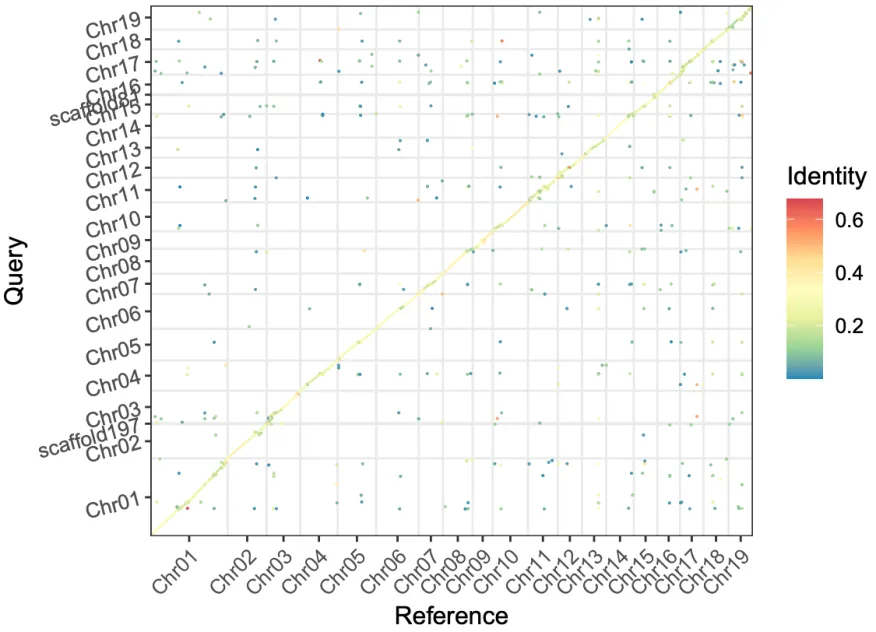 Chr19
Chr18
Chr17
Chr16
scaffold81
Chr15
Chr14
Chr13
Chr12
Chr11
Chr10
Chr09
Chr08
Chr07
Chr06
Chr05
Chr04
Chr03
scaffold197
Chr02
Chr01
Query
Chr01 Chr02 Chr03 Chr04 Chr05 Chr06 Chr07 Chr08 Chr09 Chr10 Chr11 Chr12 Chr13 Chr14 Chr15 Chr16 Chr17 Chr18 Chr19
Reference
Identity
0.6
0.4
0.2